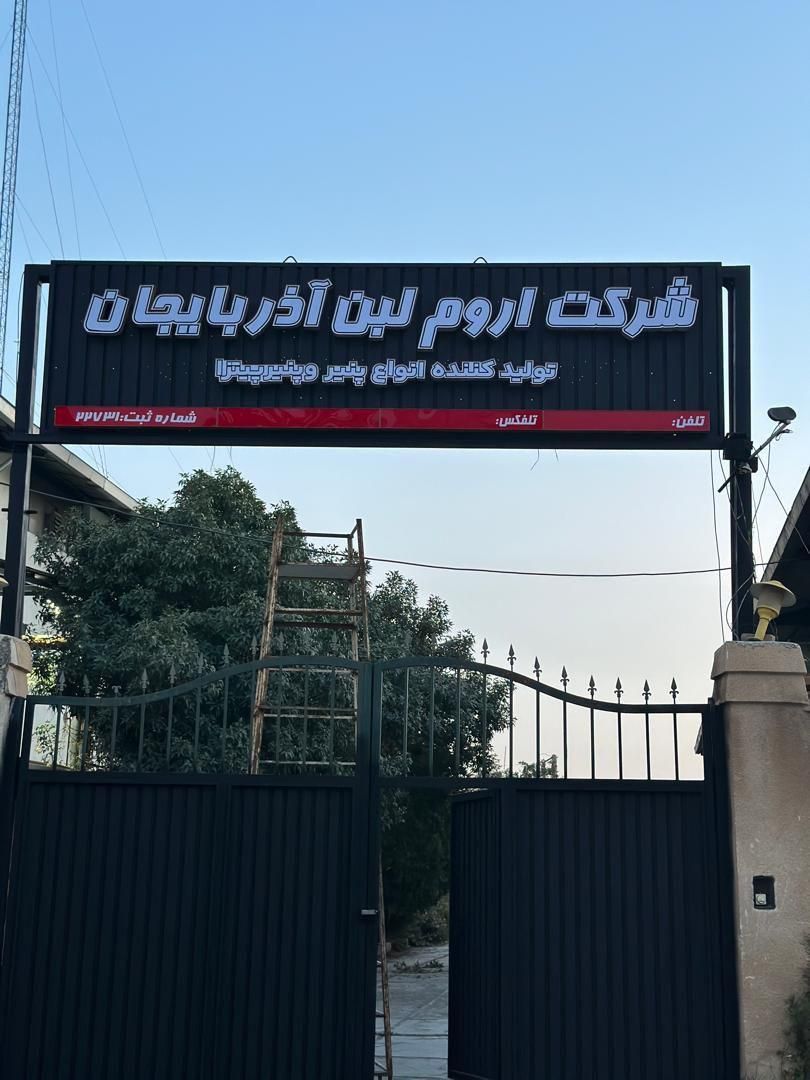 شرکت اروم لبن آذربایجان
تولید کننده انواع پنیر وپنیرپیتزا
تلفن: تلفکس: شماره ثبت:۲۲۷۳۱